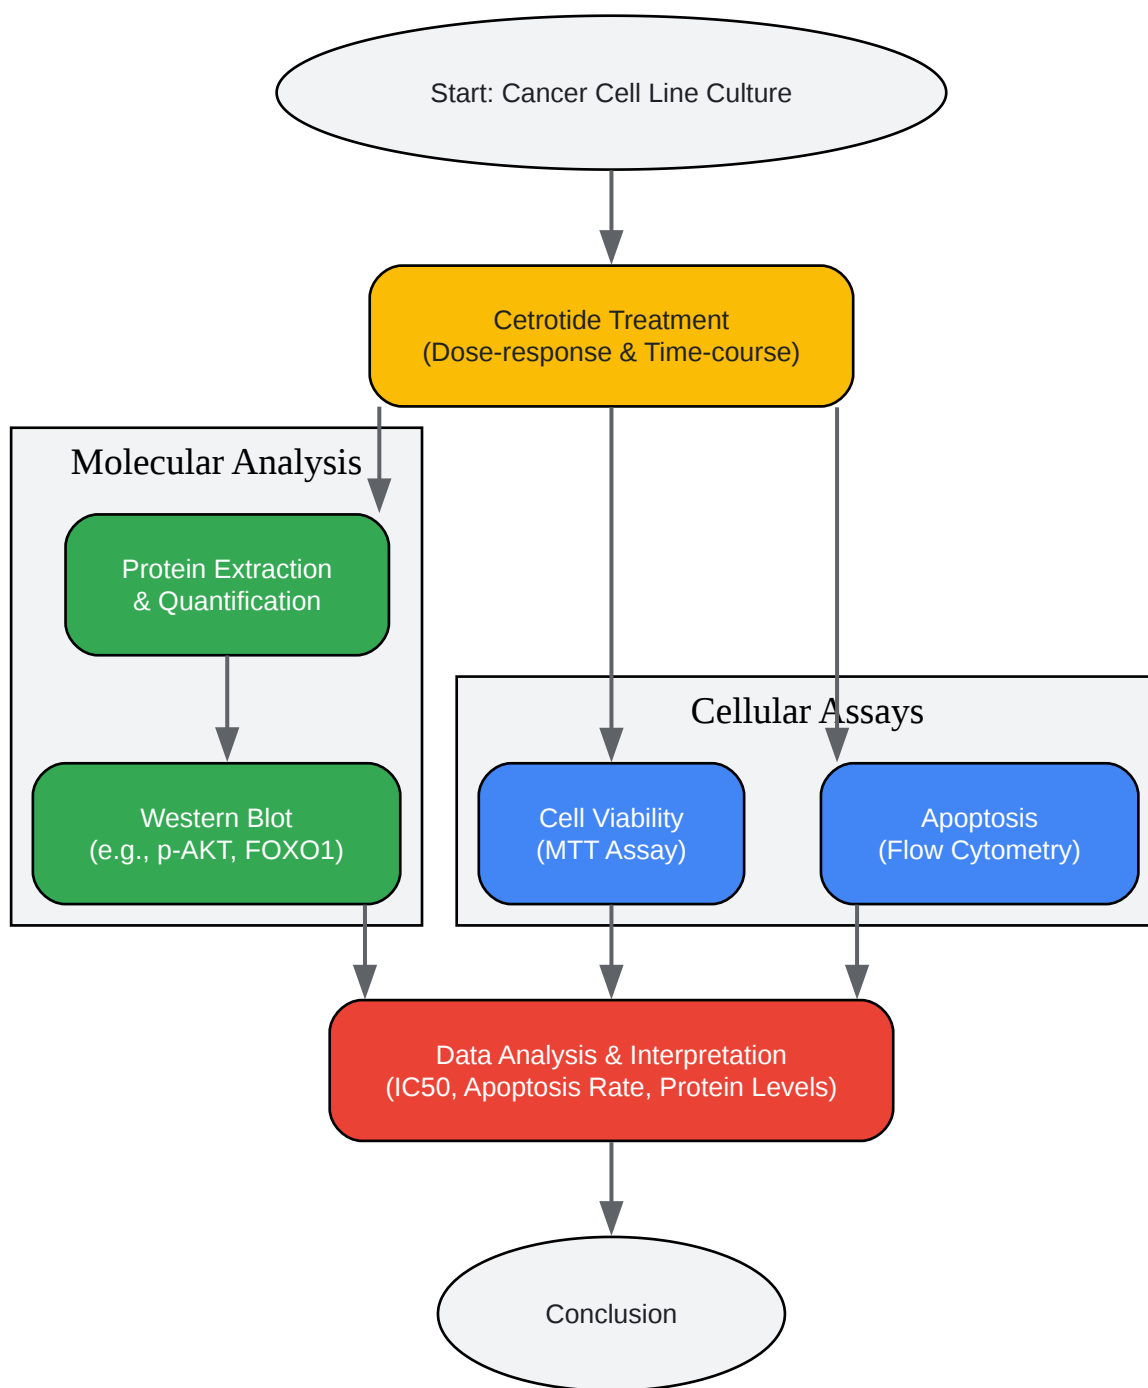 Start: Cancer Cell Line Culture
Cetrotide Treatment
(Dose-response & Time-course)
Molecular Analysis
Protein Extraction
& Quantification
Western Blot
(e.g., p-AKT, FOXO1)
Cellular Assays
Cell Viability
(MTT Assay)
Apoptosis
(Flow Cytometry)
Data Analysis & Interpretation
(IC50, Apoptosis Rate, Protein Levels)
Conclusion